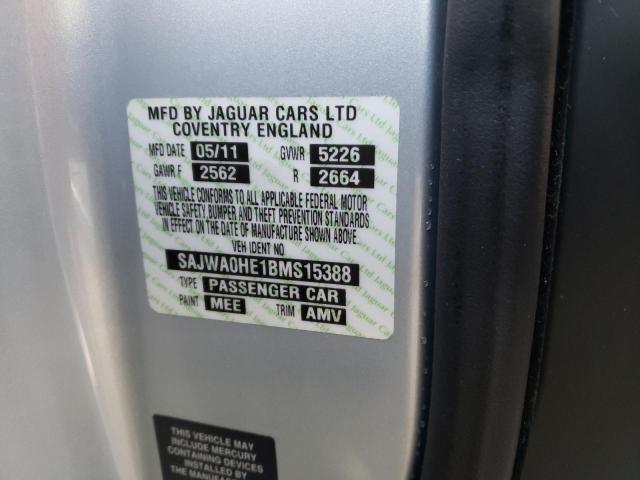 MFD BY JAGUAR CARS LTD
COVENTRY ENGLAND
MFD DATE 05/11 GVWR 5226
GAWR F 2562 R 2664
THIS VEHICLE CONFORMS TO ALL APPLICABLE FEDERAL MOTOR
VEHICLE SAFETY, BUMPER AND THEFT PREVENTION STANDARDS
IN EFFECT ON THE DATE OF MANUFACTURE SHOWN ABOVE.
VEH IDENT NO.
SAJWA0HE1BMS15388
TYPE PASSENGER CAR
PAINT MEE TRIM AMV
THIS VEHICLE MAY
INCLUDE MERCURY
CONTAINING DEVICES
INSTALLED BY